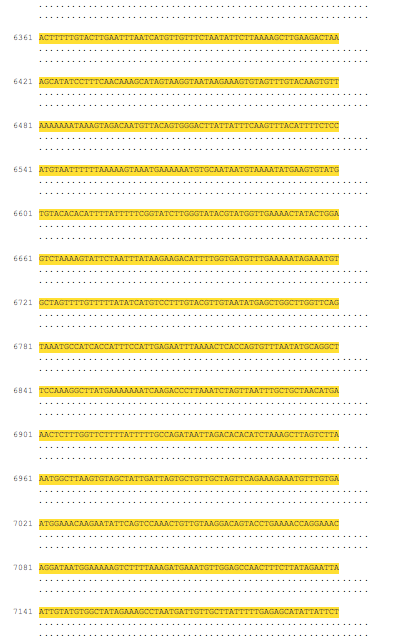 6361 ACTTTTTGTACTTGAATTTAATCATGTTGTTTCTAATATTCTTAAAAGCTTGAAGACTAA
6421 AGCATATCCTTTCAACAAAGCATAGTAAGGTAATAAGAAAGTGTAGTTTGTACAAGTGTT
6481 AAAAAAATAAAGTAGACAATGTTACAGTGGGACTTATTATTTCAAGTTTACATTTTCTCC
6541 ATGTAATTTTTTAAAAAGTAAATGAAAAAATGTGCAATAATGTAAAATATGAAGTGTATG
6601 TGTACACACATTTTATTTTTCGGTATCTTGGGTATACGTATGGTTGAAAACTATACTGGA
6661 GTCTAAAAGTATTCTAATTTATAAGAAGACATTTTGGTGATGTTTGAAAAATAGAAATGT
6721 GCTAGTTTTGTTTTTATATCATGTCCTTTGTACGTTGTAATATGAGCTGGCTTGGTTCAG
6781 TAAATGCCATCACCATTTCCATTGAGAATTTAAAACTCACCAGTGTTTAATATGCAGGCT
6841 TCCAAAGGCTTATGAAAAAAATCAAGACCCTTAAATCTAGTTAATTTGCTGCTAACATGA
6901 AACTCTTTGGTTCTTTTATTTTTGCCAGATAATTAGACACACATCTAAAGCTTAGTCTTA
6961 AATGGCTTAAGTGTAGCTATTGATTAGTGCTGTTGCTAGTTCAGAAAGAAATGTTTGTGA
7021 ATGGAAACAAGAATATTCAGTCCAAACTGTTGTAAGGACAGTACCTGAAAACCAGGAAAC
7081 AGGATAATGGAAAAAGTCTTTTAAAGATGAAATGTTGGAGCCAACTTTCTTATAGAATTA
7141 ATTGTATGTGGCTATAGAAAGCCTAATGATTGTTGCTTATTTTTGAGAGCATATTATTCT